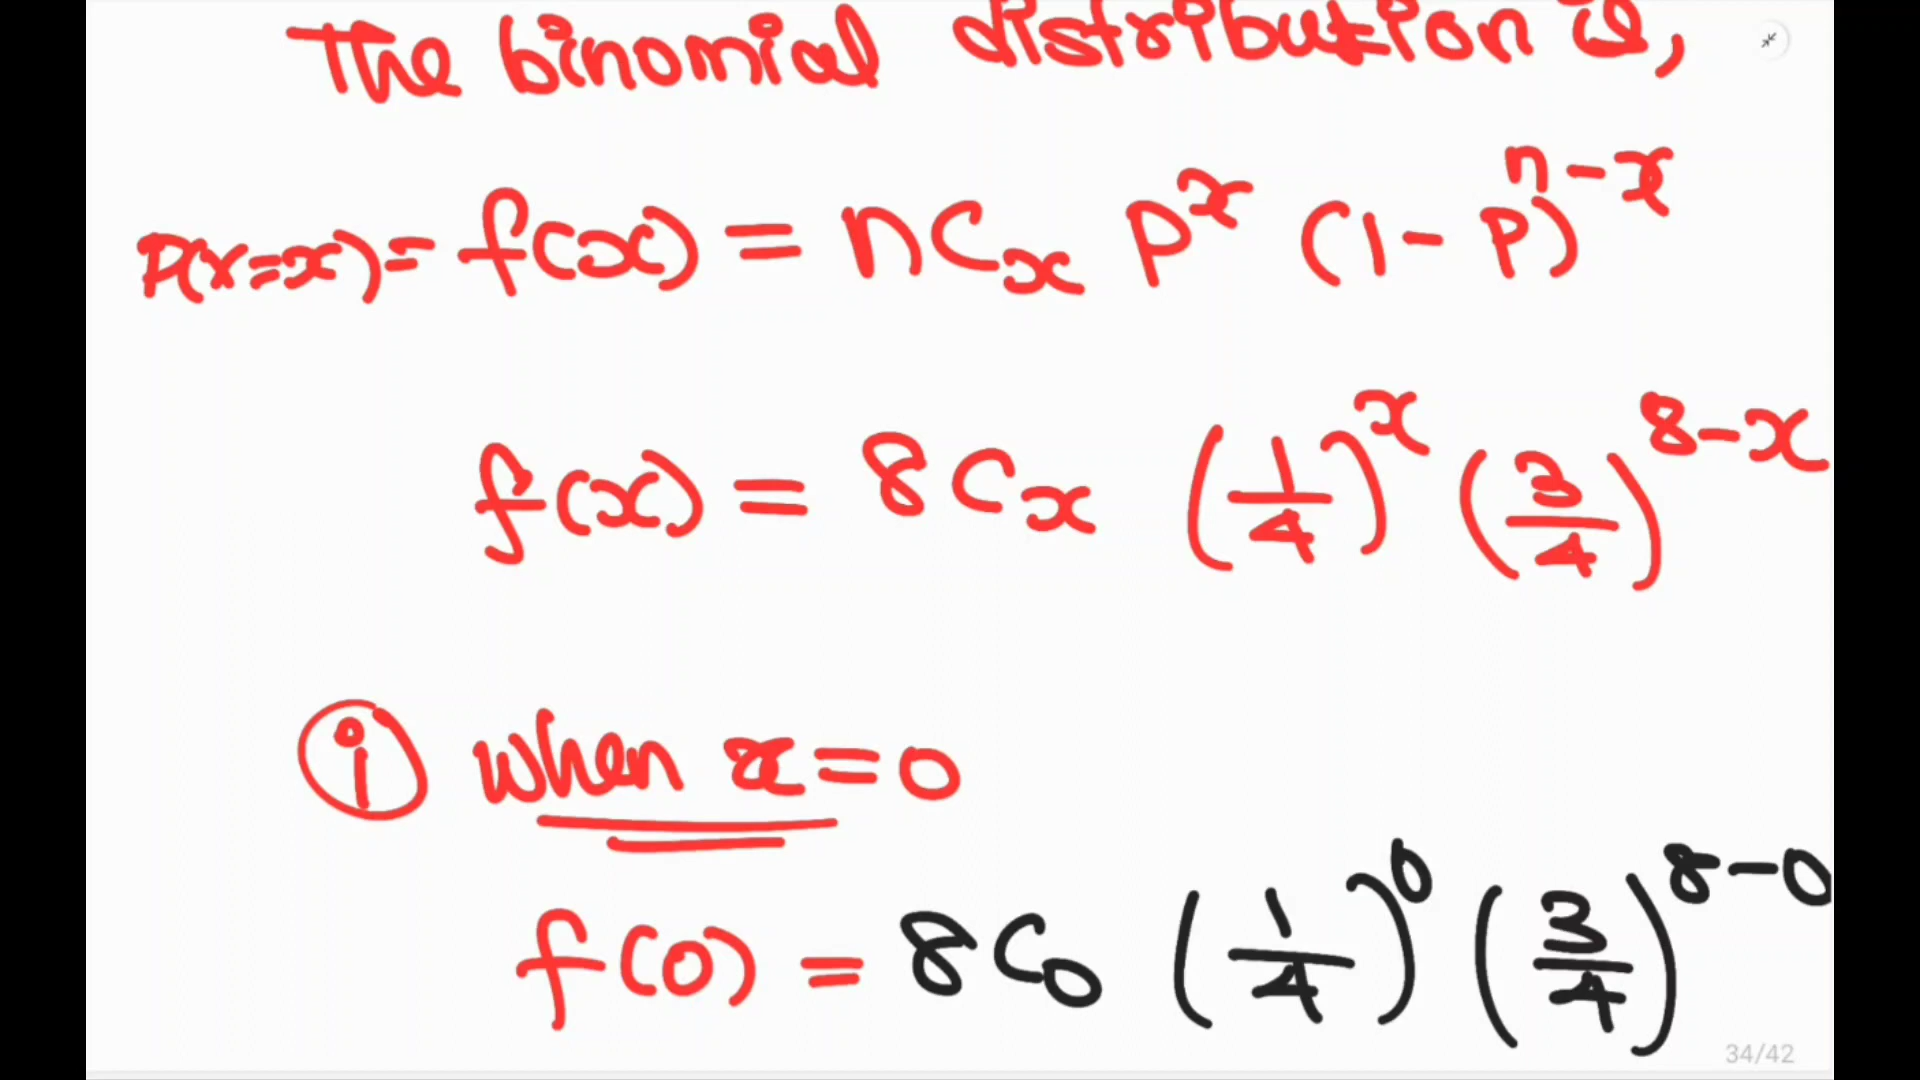 The binomial distribution is,
P(X=x) = f(x) = nCx p^x (1-p)^n-x
f(x) = 8Cx (1/4)^x (3/4)^8-x
i when x=0
f(0) = 8C0 (1/4)^0 (3/4)^8-0
34/42